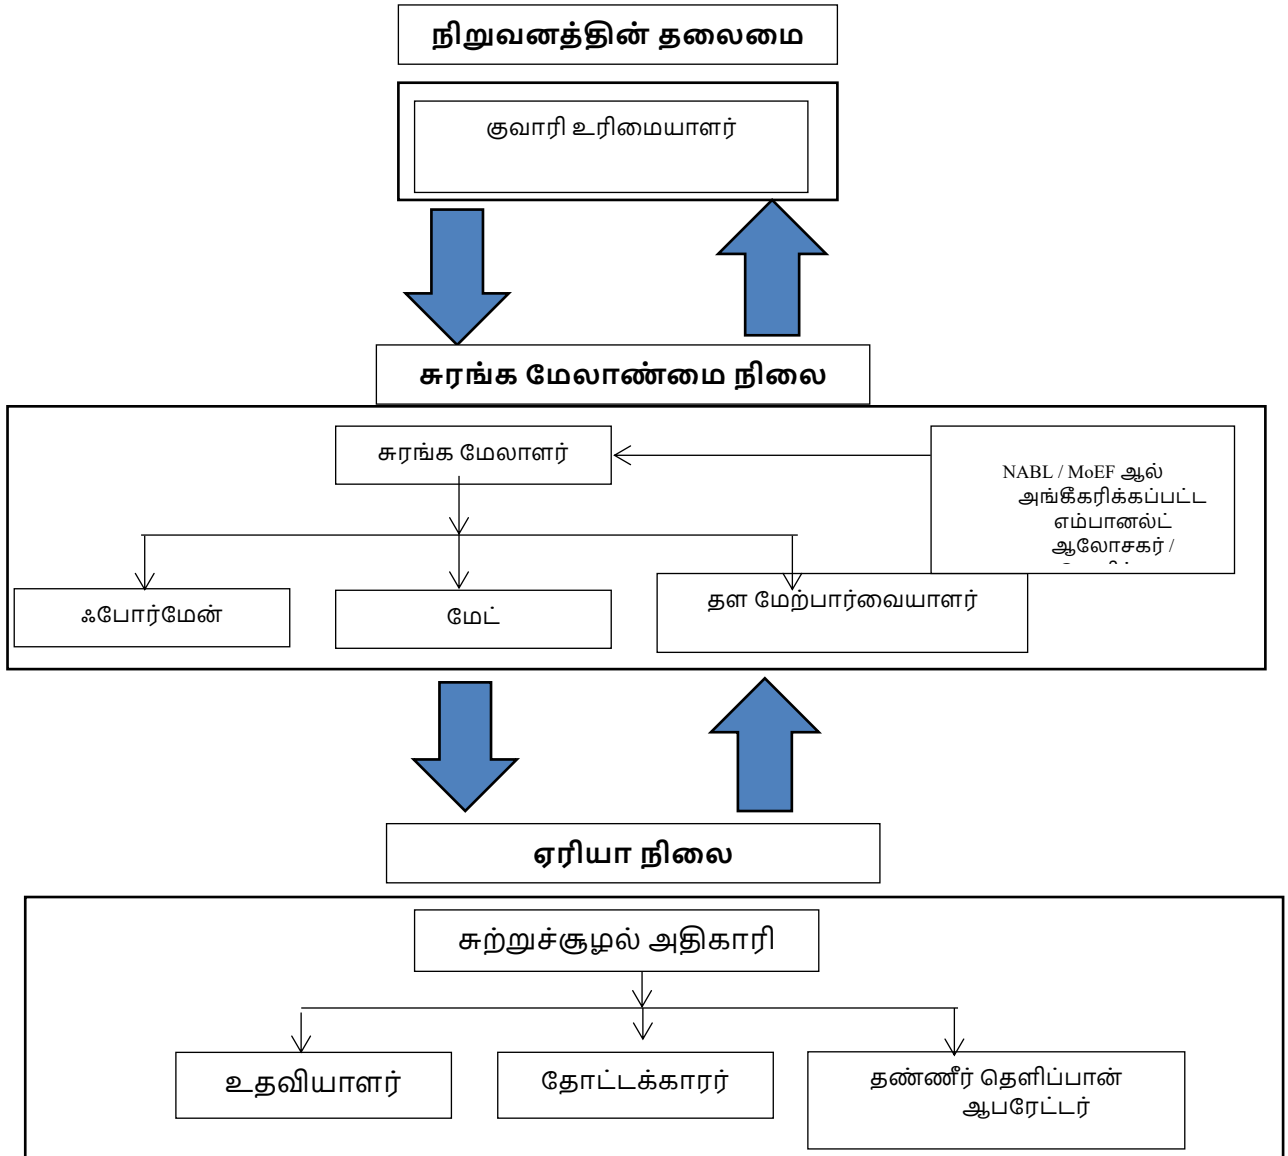 நிறுவனத்தின் தலைமை
குவாரி உரிமையாளர்
சுரங்க மேலாண்மை நிலை
சுரங்க மேலாளர்
NABL / MoEF ஆல்
அங்கீகரிக்கப்பட்ட
எம்பானல்ட்
ஆலோசகர் /
ஃபோர்மேன்
மேட்
தள மேற்பார்வையாளர்
ஏரியா நிலை
சுற்றுச்சூழல் அதிகாரி
உதவியாளர்
தோட்டக்காரர்
தண்ணீர் தெளிப்பான்
ஆபரேட்டர்